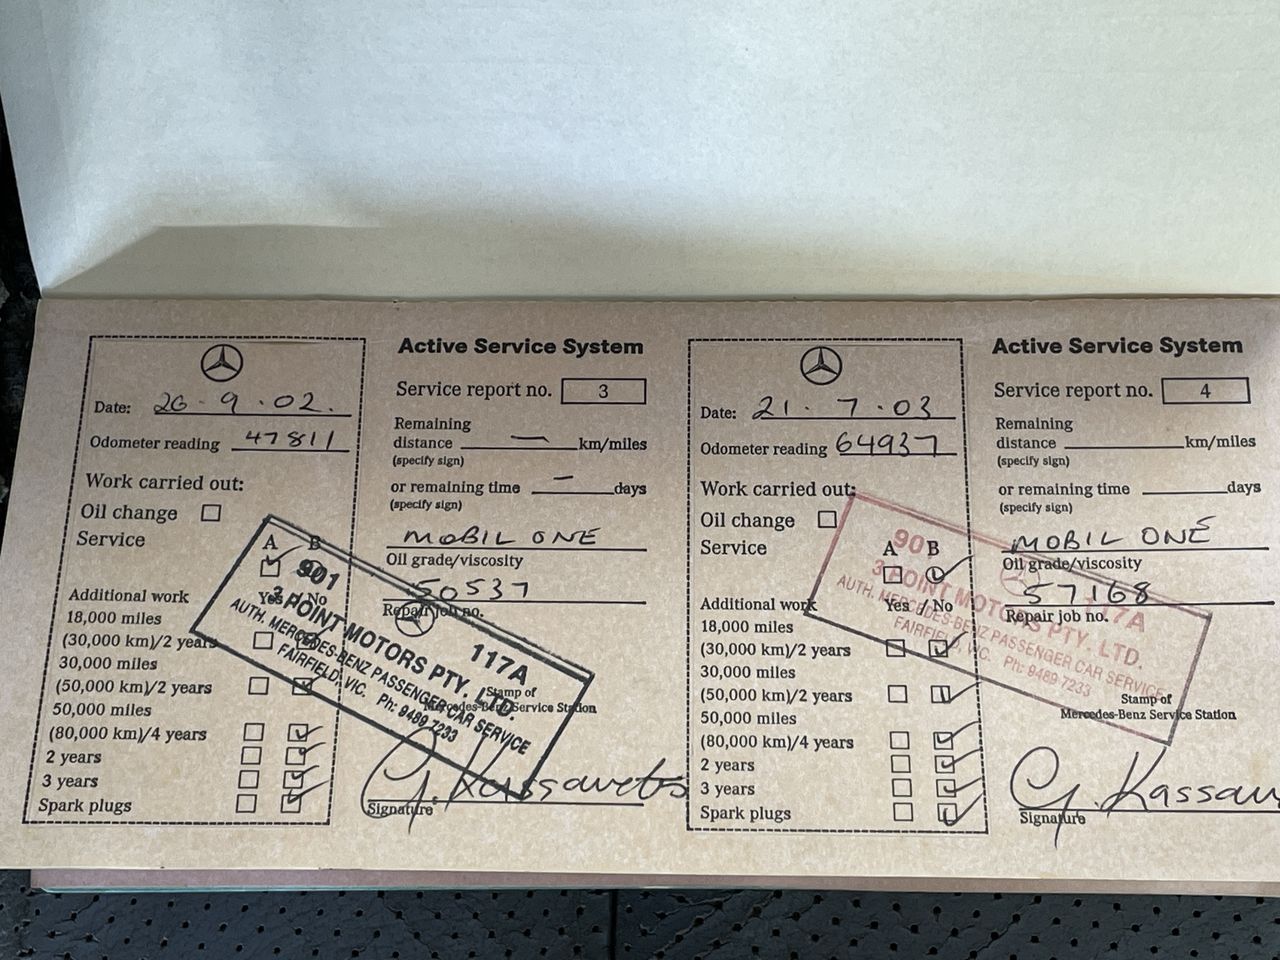 Date: 26 . 9 . 02.
Odometer reading 47811
Work carried out:
Oil change
Service
A B
Additional work
Yes / No
18,000 miles
(30,000 km)/2 years
30,000 miles
(50,000 km)/2 years
50,000 miles
(80,000 km)/4 years
2 years
3 years
Spark plugs
Active Service System
Service report no. 3
Remaining
distance — km/miles
(specify sign)
or remaining time — days
(specify sign)
MOBIL ONE
Oil grade/viscosity
50537
Repair job no.
901 117A
3 POINT MOTORS PTY. LTD.
AUTH. MERCEDES-BENZ PASSENGER CAR SERVICE
FAIRFIELD, VIC. Ph: 9489 7233
Stamp of
Mercedes-Benz Service Station
G. Kassavetis
Signature
Date: 21 . 7 . 03
Odometer reading 64937
Work carried out:
Oil change
Service
A B
Additional work
Yes / No
18,000 miles
(30,000 km)/2 years
30,000 miles
(50,000 km)/2 years
50,000 miles
(80,000 km)/4 years
2 years
3 years
Spark plugs
Active Service System
Service report no. 4
Remaining
distance km/miles
(specify sign)
or remaining time days
(specify sign)
MOBIL ONE
Oil grade/viscosity
57168
Repair job no.
901 117A
3 POINT MOTORS PTY. LTD.
AUTH. MERCEDES-BENZ PASSENGER CAR SERVICE
FAIRFIELD, VIC. Ph: 9489 7233
Stamp of
Mercedes-Benz Service Station
G. Kassav
Signature